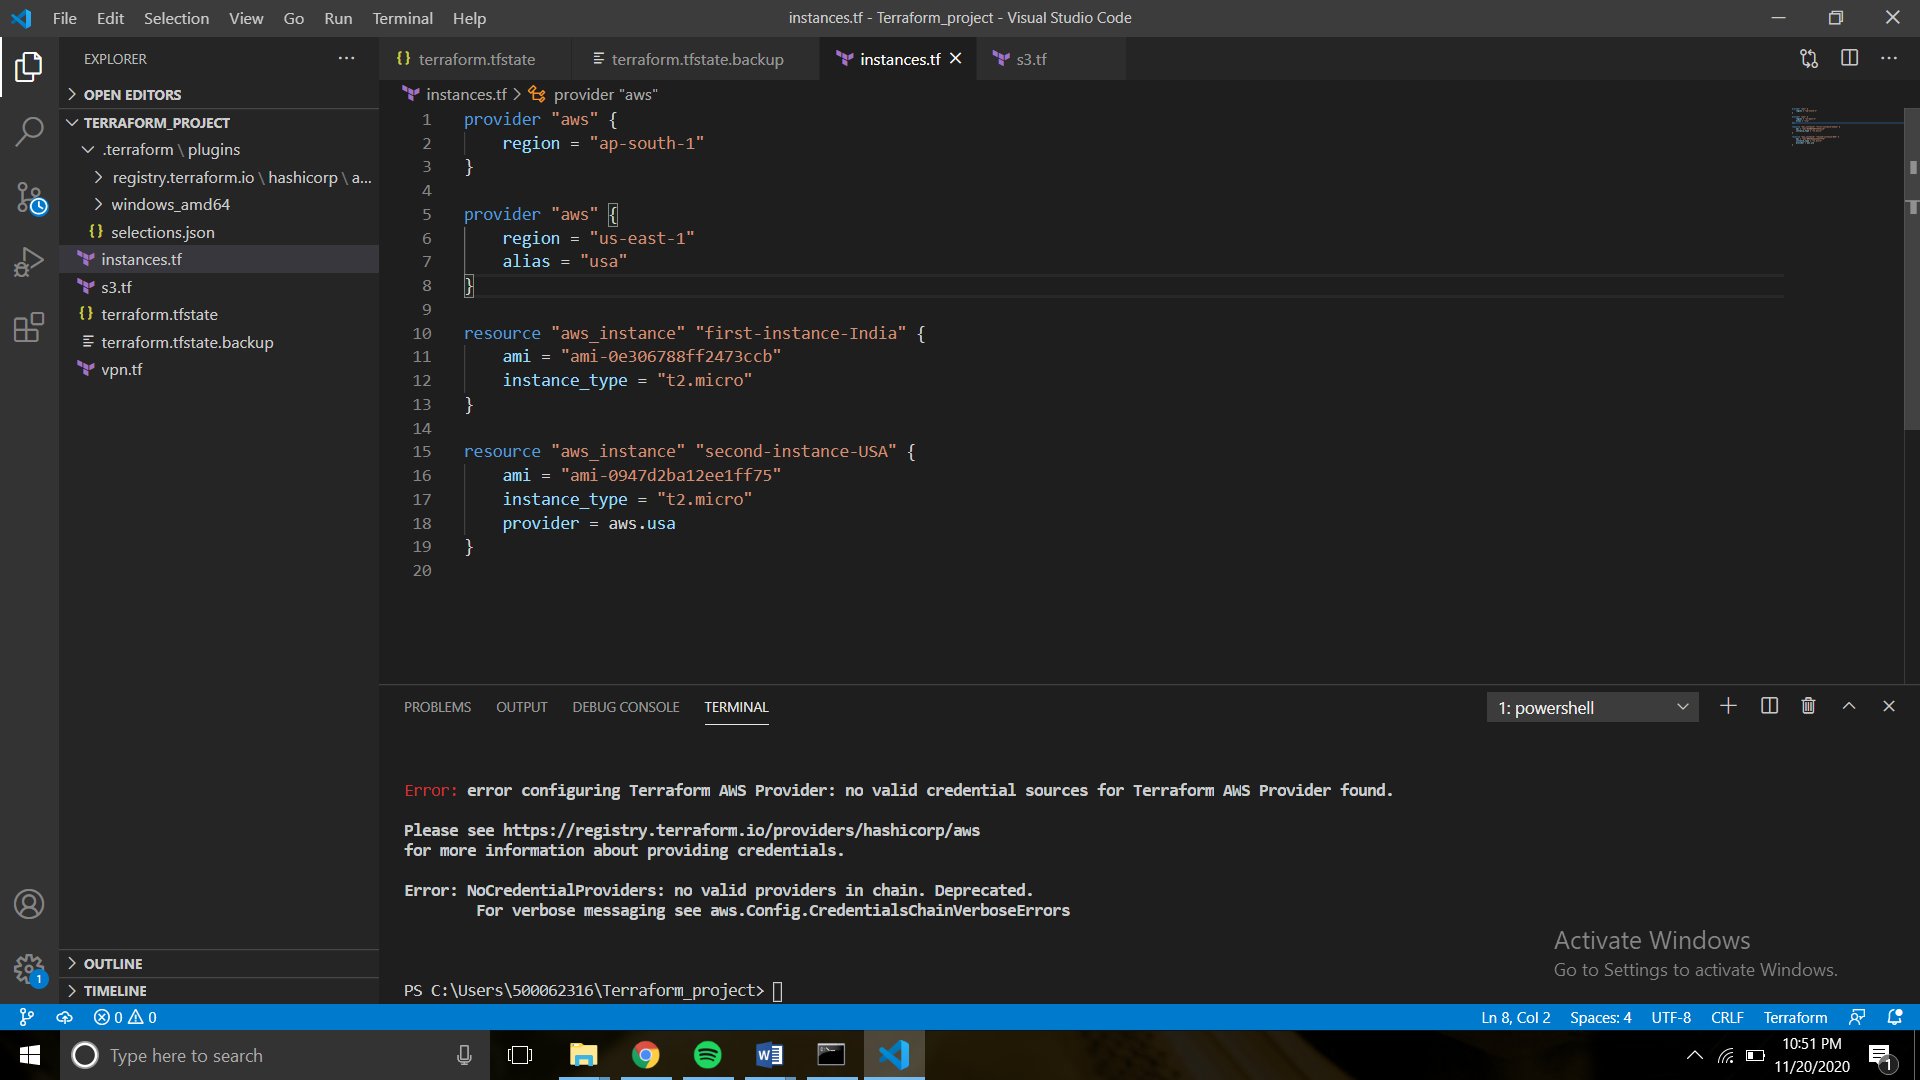 File Edit Selection View Go Run Terminal Help
instances.tf - Terraform_project - Visual Studio Code
EXPLORER
OPEN EDITORS
TERRAFORM_PROJECT
.terraform \ plugins
registry.terraform.io \ hashicorp \ a...
windows_amd64
{} selections.json
instances.tf
s3.tf
{} terraform.tfstate
terraform.tfstate.backup
vpn.tf
OUTLINE
TIMELINE
{} terraform.tfstate
terraform.tfstate.backup
instances.tf
s3.tf
instances.tf > provider "aws"
1 provider "aws" {
2 region = "ap-south-1"
3 }
4
5 provider "aws" {
6 region = "us-east-1"
7 alias = "usa"
8 }
9
10 resource "aws_instance" "first-instance-India" {
11 ami = "ami-0e306788ff2473ccb"
12 instance_type = "t2.micro"
13 }
14
15 resource "aws_instance" "second-instance-USA" {
16 ami = "ami-0947d2ba12ee1ff75"
17 instance_type = "t2.micro"
18 provider = aws.usa
19 }
20
PROBLEMS OUTPUT DEBUG CONSOLE TERMINAL
1: powershell
Error: error configuring Terraform AWS Provider: no valid credential sources for Terraform AWS Provider found.
Please see https://registry.terraform.io/providers/hashicorp/aws
for more information about providing credentials.
Error: NoCredentialProviders: no valid providers in chain. Deprecated.
For verbose messaging see aws.Config.CredentialsChainVerboseErrors
PS C:\Users\500062316\Terraform_project>
Activate Windows
Go to Settings to activate Windows.
1
0 0
Ln 8, Col 2 Spaces: 4 UTF-8 CRLF Terraform
Type here to search
10:51 PM
11/20/2020
1